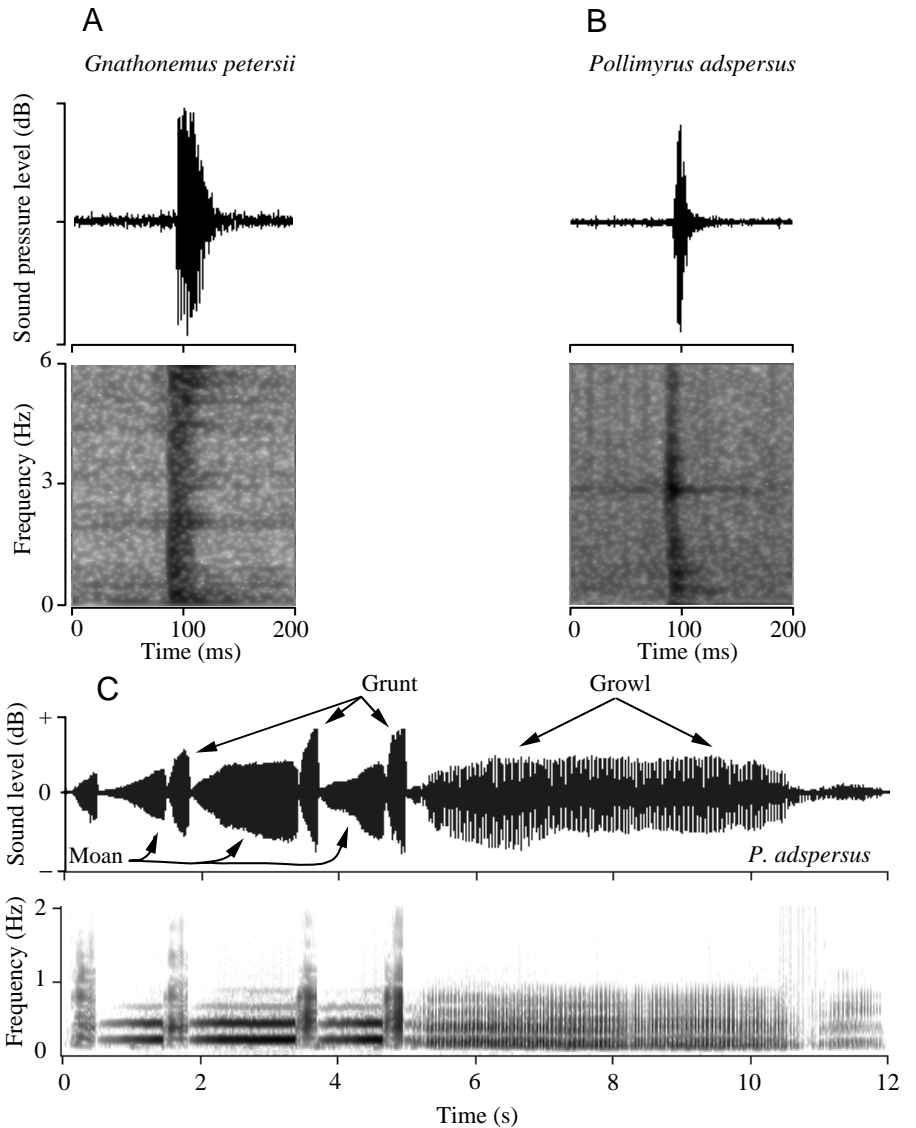 A
B
Gnathonemus petersii
Pollimyrus adspersus
Sound pressure level (dB)
6
3
0
Frequency (Hz)
0 100 200
Time (ms)
0 100 200
Time (ms)
C
Grunt
Growl
+
0
−
Sound level (dB)
Moan
P. adspersus
2
1
0
Frequency (Hz)
0 2 4 6 8 10 12
Time (s)